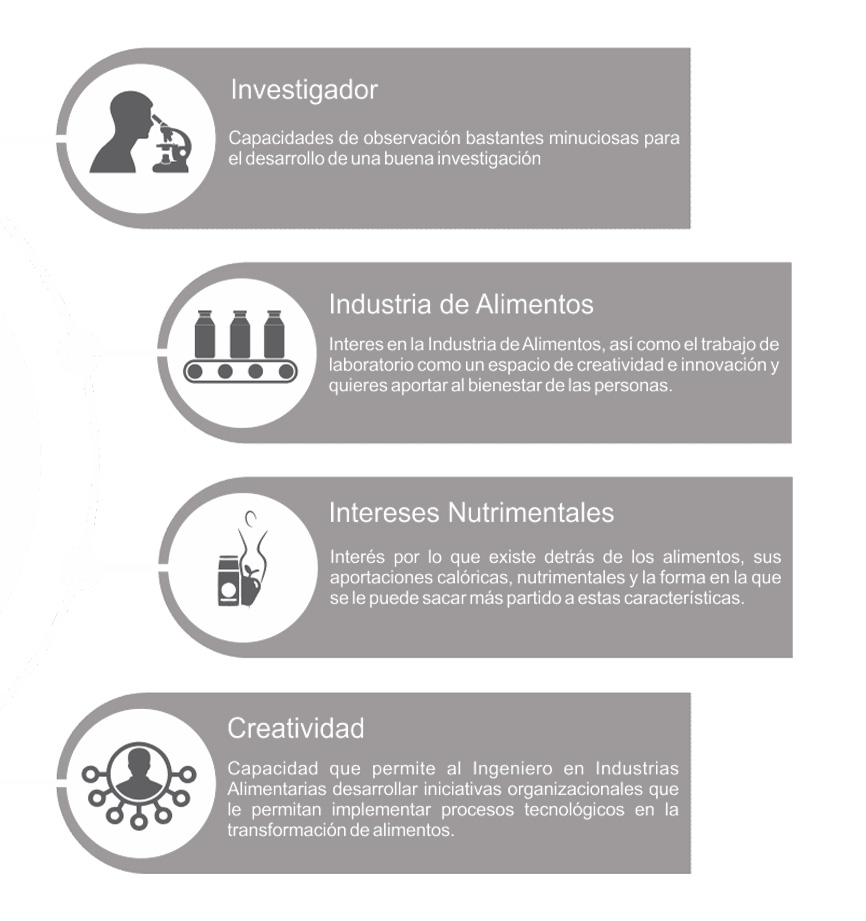 Investigador
Capacidades de observación bastantes minuciosas para
el desarrollo de una buena investigación
Industria de Alimentos
Interes en la Industria de Alimentos, así como el trabajo de
laboratorio como un espacio de creatividad e innovación y
quieres aportar al bienestar de las personas.
Intereses Nutrimentales
Interés por lo que existe detrás de los alimentos, sus
aportaciones calóricas, nutrimentales y la forma en la que
se le puede sacar más partido a estas características.
Creatividad
Capacidad que permite al Ingeniero en Industrias
Alimentarias desarrollar iniciativas organizacionales que
le permitan implementar procesos tecnológicos en la
transformación de alimentos.